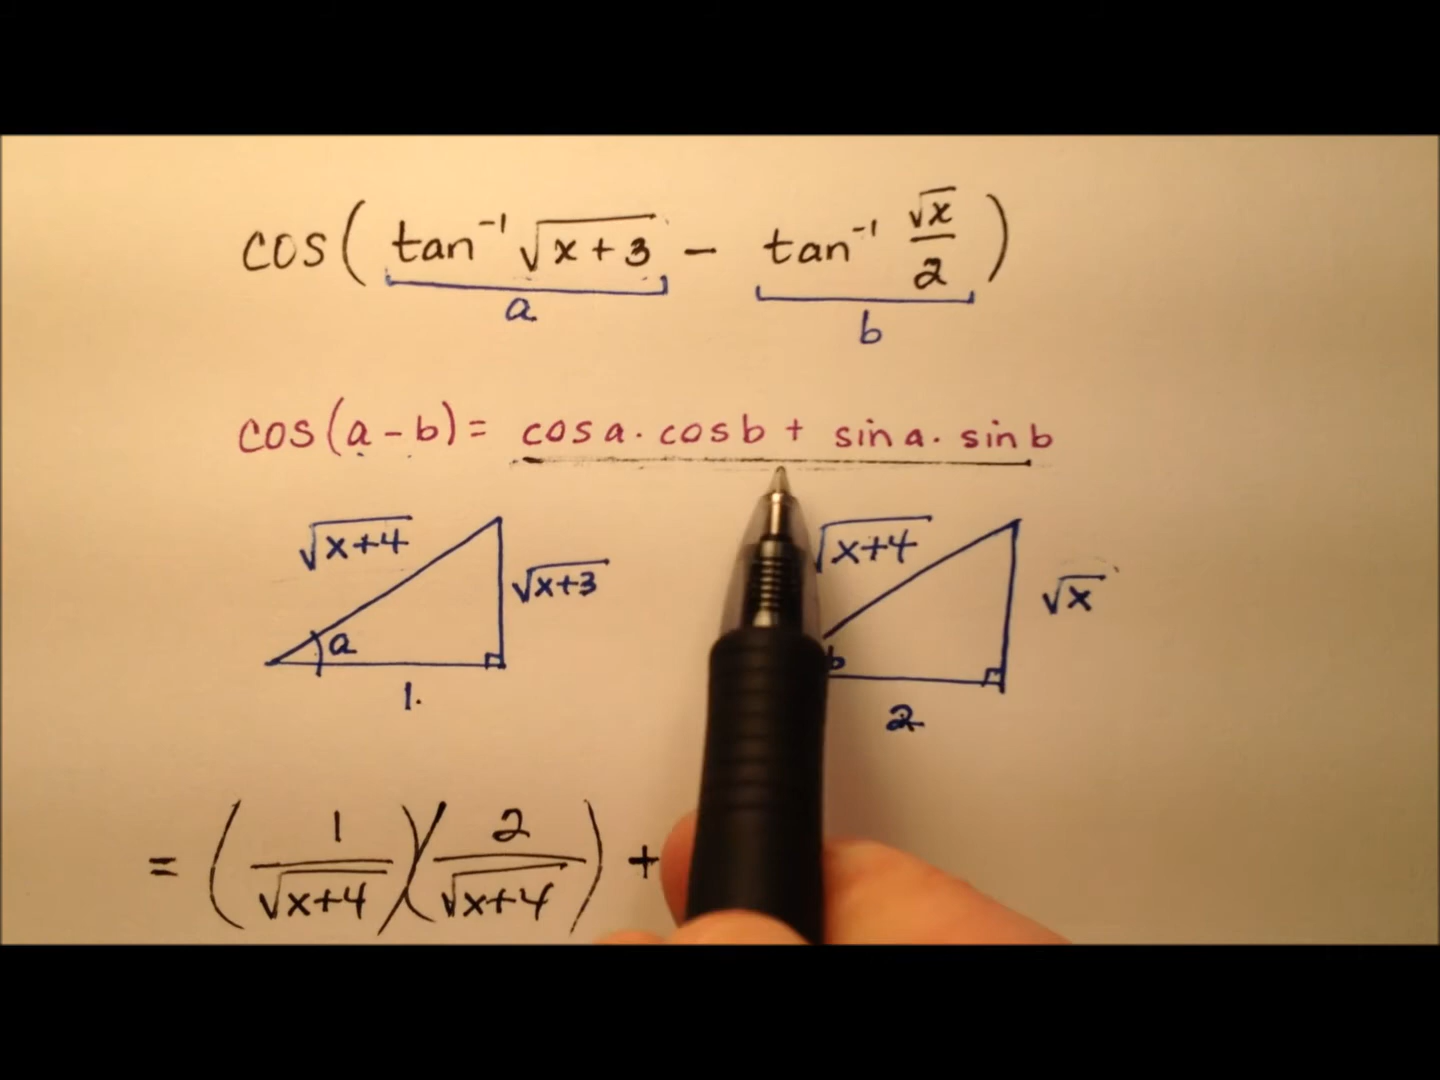 cos(tan⁻¹ √(x+3) − tan⁻¹ √x/2)
a b
cos(a-b) = cos a · cos b + sin a · sin b
√(x+4) √(x+3) a 1
√(x+4) √x b 2
= (1/√(x+4))(2/√(x+4)) +